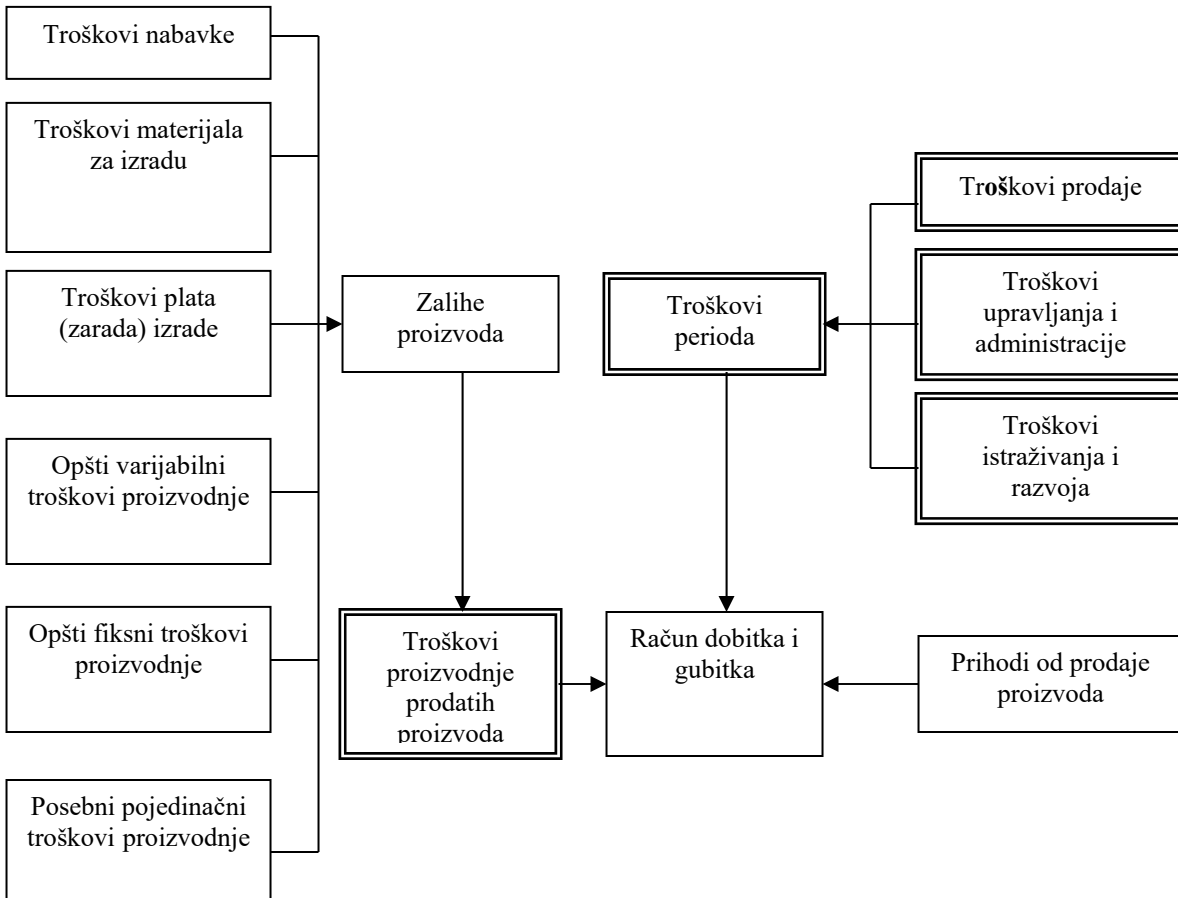 Troškovi nabavke
Troškovi materijala
za izradu
Troškovi plata
(zarada) izrade
Opšti varijabilni
troškovi proizvodnje
Opšti fiksni troškovi
proizvodnje
Posebni pojedinačni
troškovi proizvodnje
Zalihe
proizvoda
Troškovi
proizvodnje
prodatih
proizvoda
Troškovi
perioda
Račun dobitka i
gubitka
Troškovi prodaje
Troškovi
upravljanja i
administracije
Troškovi
istraživanja i
razvoja
Prihodi od prodaje
proizvoda